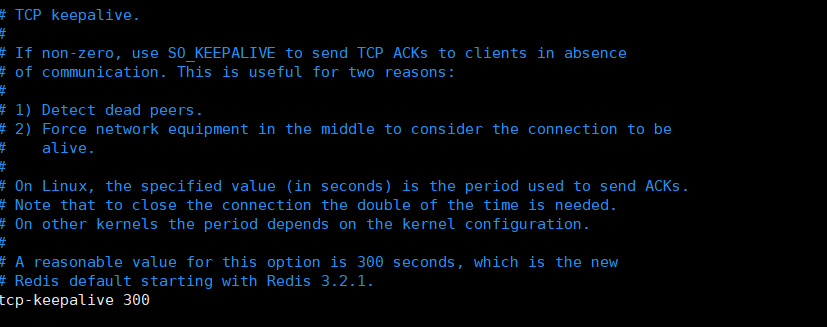 # TCP keepalive.
#
# If non-zero, use SO_KEEPALIVE to send TCP ACKs to clients in absence
# of communication. This is useful for two reasons:
#
# 1) Detect dead peers.
# 2) Force network equipment in the middle to consider the connection to be
#    alive.
#
# On Linux, the specified value (in seconds) is the period used to send ACKs.
# Note that to close the connection the double of the time is needed.
# On other kernels the period depends on the kernel configuration.
#
# A reasonable value for this option is 300 seconds, which is the new
# Redis default starting with Redis 3.2.1.
tcp-keepalive 300